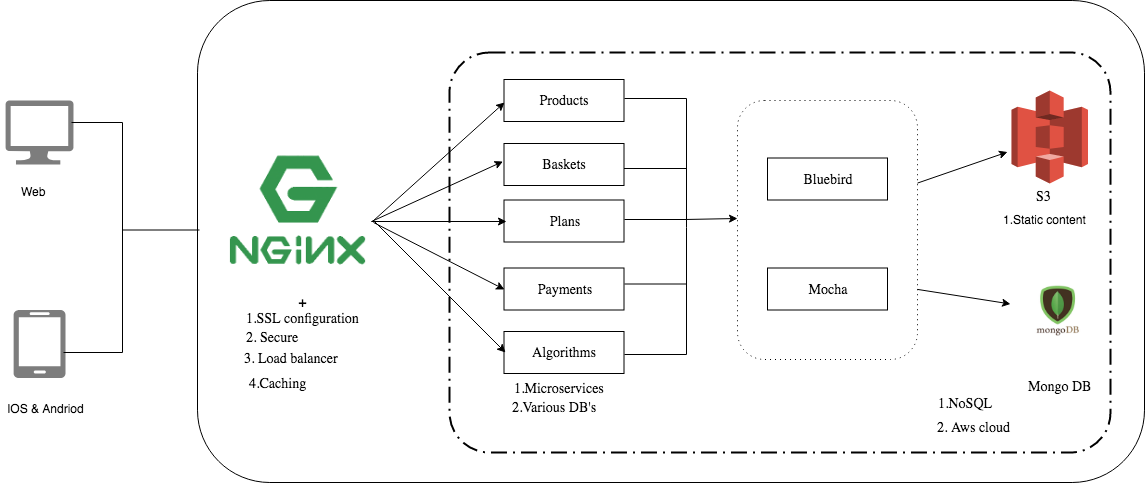 Web
IOS & Andriod
NGiNX
+
1.SSL configuration
2. Secure
3. Load balancer
4.Caching
Products
Baskets
Plans
Payments
Algorithms
1.Microservices
2.Various DB's
Bluebird
Mocha
S3
1.Static content
mongoDB
Mongo DB
1.NoSQL
2. Aws cloud